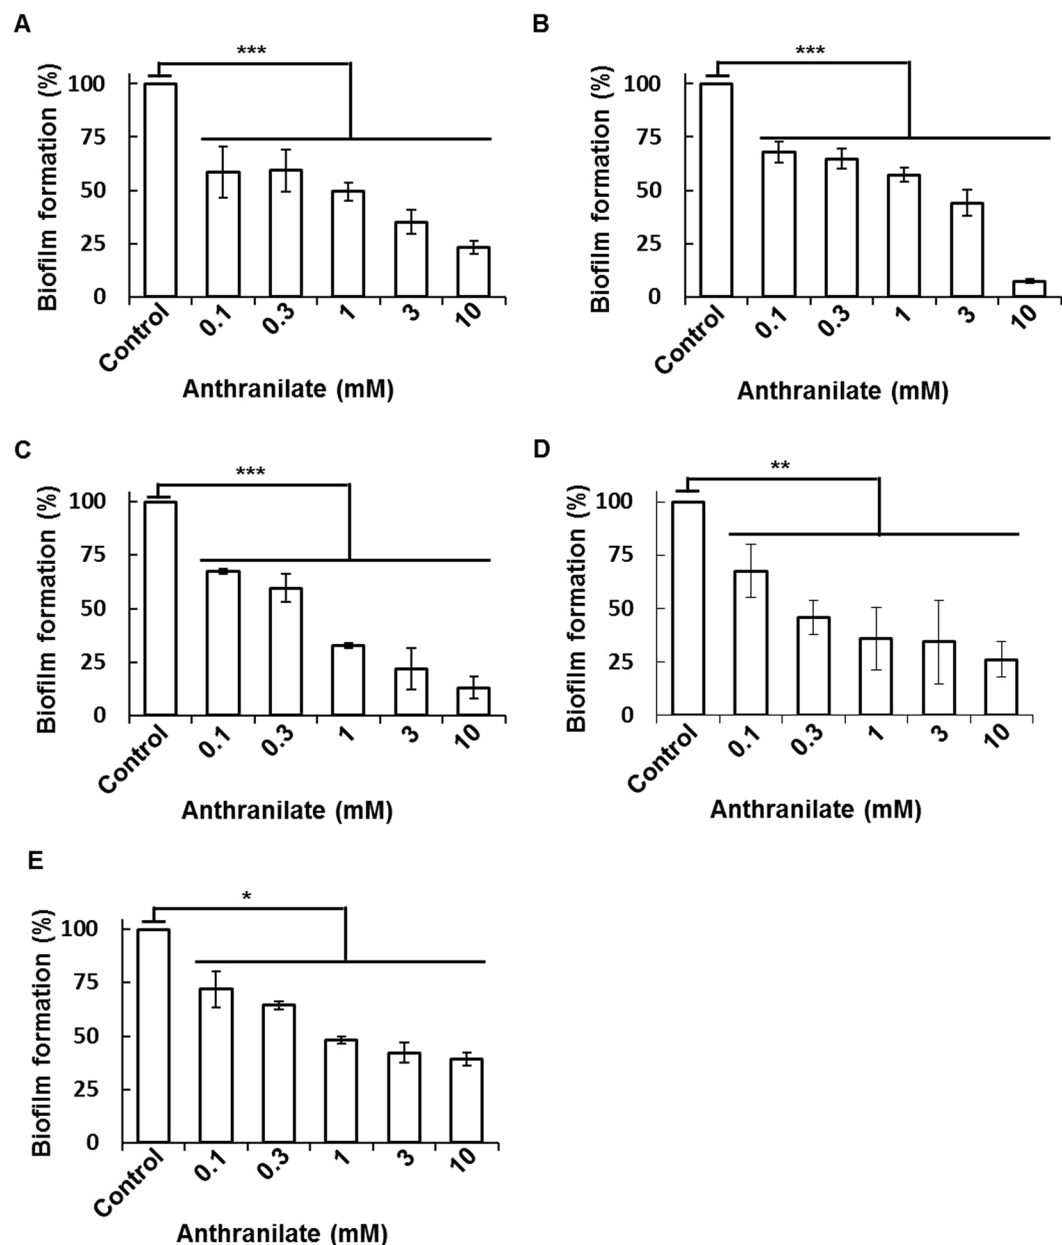 A
***
Biofilm formation (%)
100
75
50
25
0
Control
0.1
0.3
1
3
10
Anthranilate (mM)
B
***
Biofilm formation (%)
100
75
50
25
0
Control
0.1
0.3
1
3
10
Anthranilate (mM)
C
***
Biofilm formation (%)
100
75
50
25
0
Control
0.1
0.3
1
3
10
Anthranilate (mM)
D
**
Biofilm formation (%)
100
75
50
25
0
Control
0.1
0.3
1
3
10
Anthranilate (mM)
E
*
Biofilm formation (%)
100
75
50
25
0
Control
0.1
0.3
1
3
10
Anthranilate (mM)